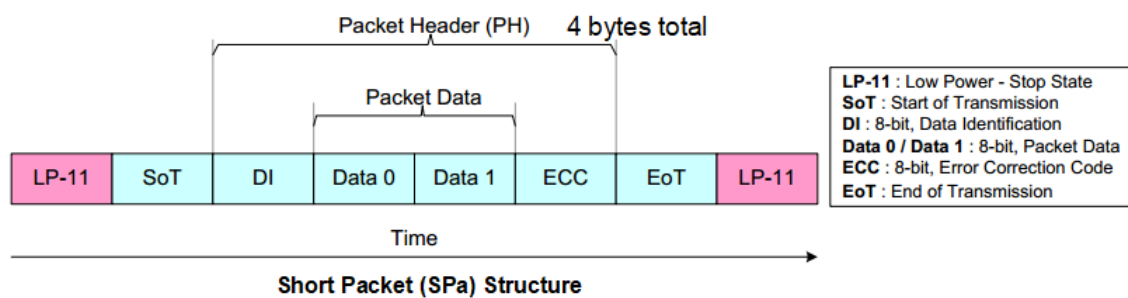 Packet Header (PH) 4 bytes total
Packet Data
LP-11 SoT DI Data 0 Data 1 ECC EoT LP-11
Time
Short Packet (SPa) Structure
LP-11 : Low Power - Stop State
SoT : Start of Transmission
DI : 8-bit, Data Identification
Data 0 / Data 1 : 8-bit, Packet Data
ECC : 8-bit, Error Correction Code
EoT : End of Transmission